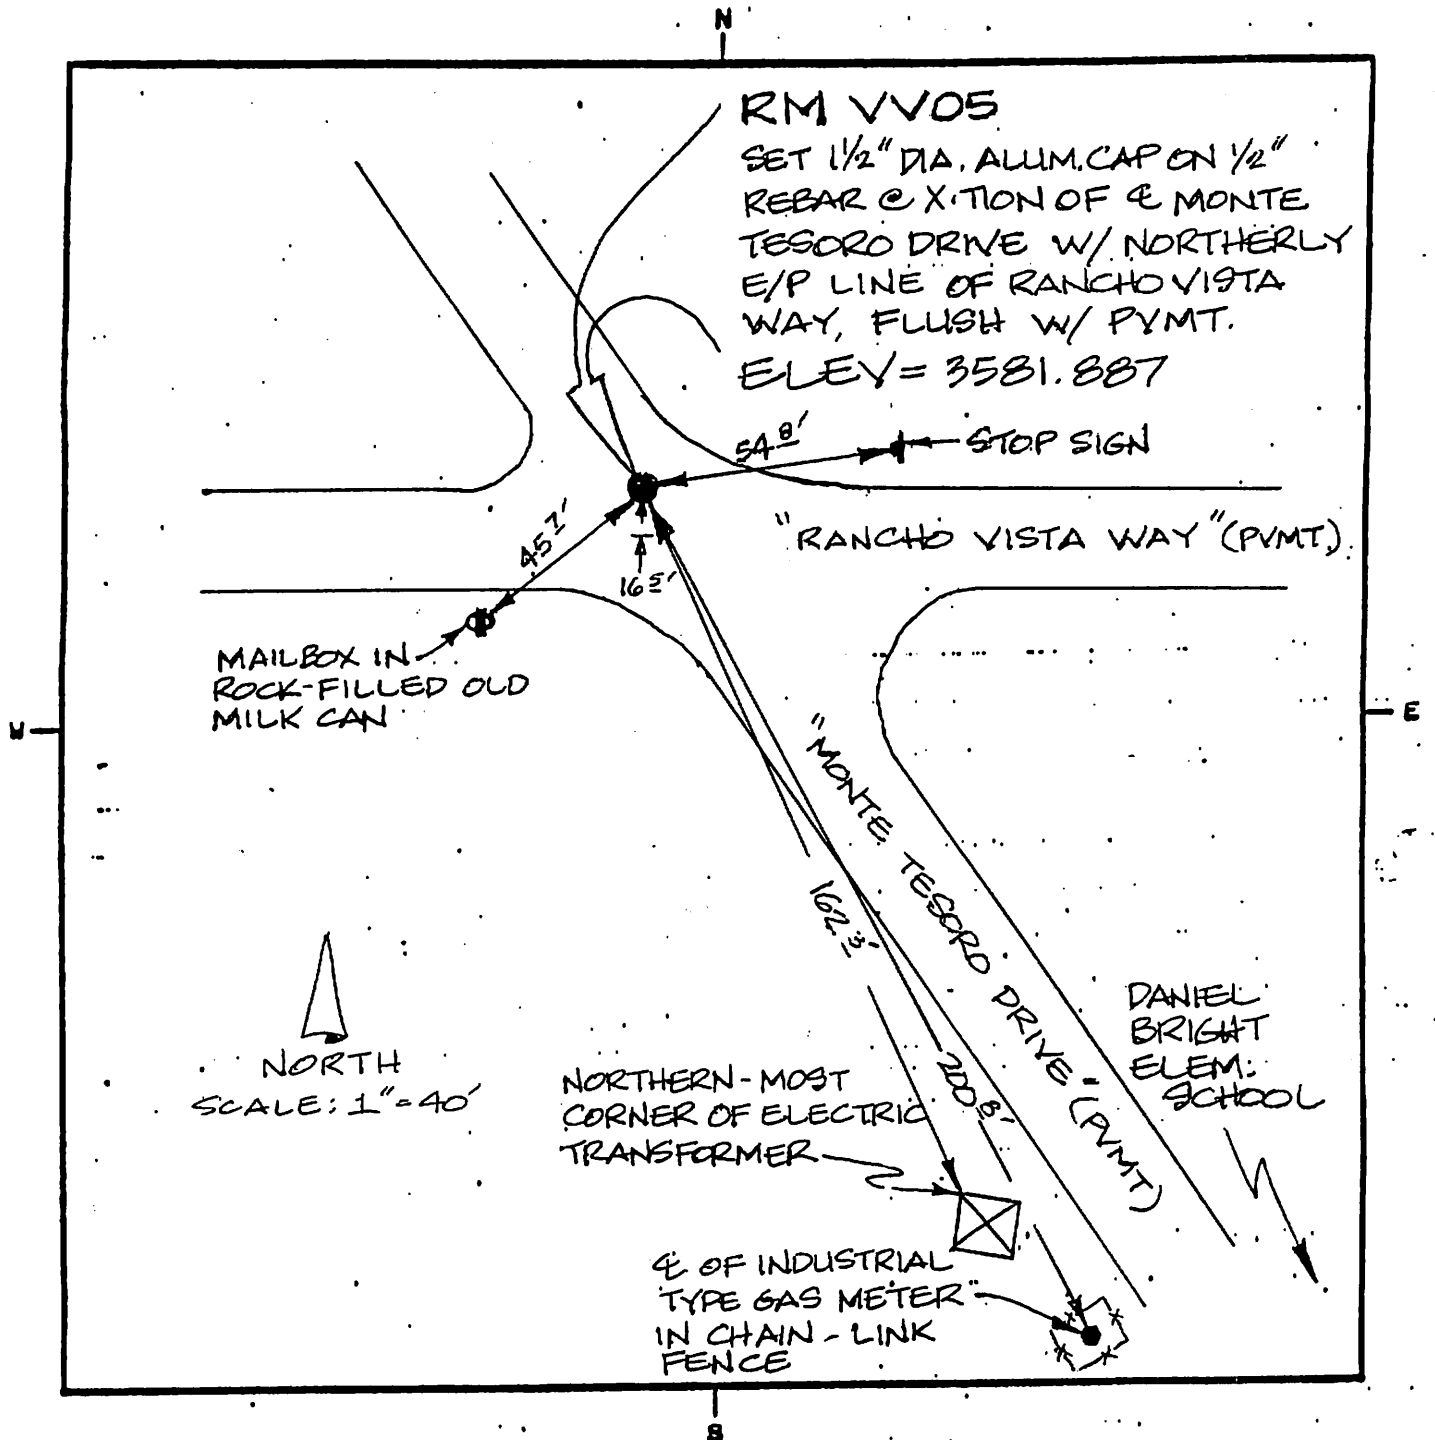 N
RM VV05
SET 1½" DIA. ALUM. CAP ON ½"
REBAR @ X·TION OF ℄ MONTE
TESORO DRIVE W/ NORTHERLY
E/P LINE OF RANCHO VISTA
WAY, FLUSH W/ PVMT.
ELEV= 3581.887
54.8'
STOP SIGN
"RANCHO VISTA WAY" (PVMT.)
16.5'
MAILBOX IN
ROCK-FILLED OLD
MILK CAN
W
E
"MONTE TESORO DRIVE" (PVMT)
162.3'
200.8'
NORTH
SCALE: 1"=40'
DANIEL
BRIGHT
ELEM.
SCHOOL
NORTHERN-MOST
CORNER OF ELECTRIC
TRANSFORMER
℄ OF INDUSTRIAL
TYPE GAS METER
IN CHAIN-LINK
FENCE
S